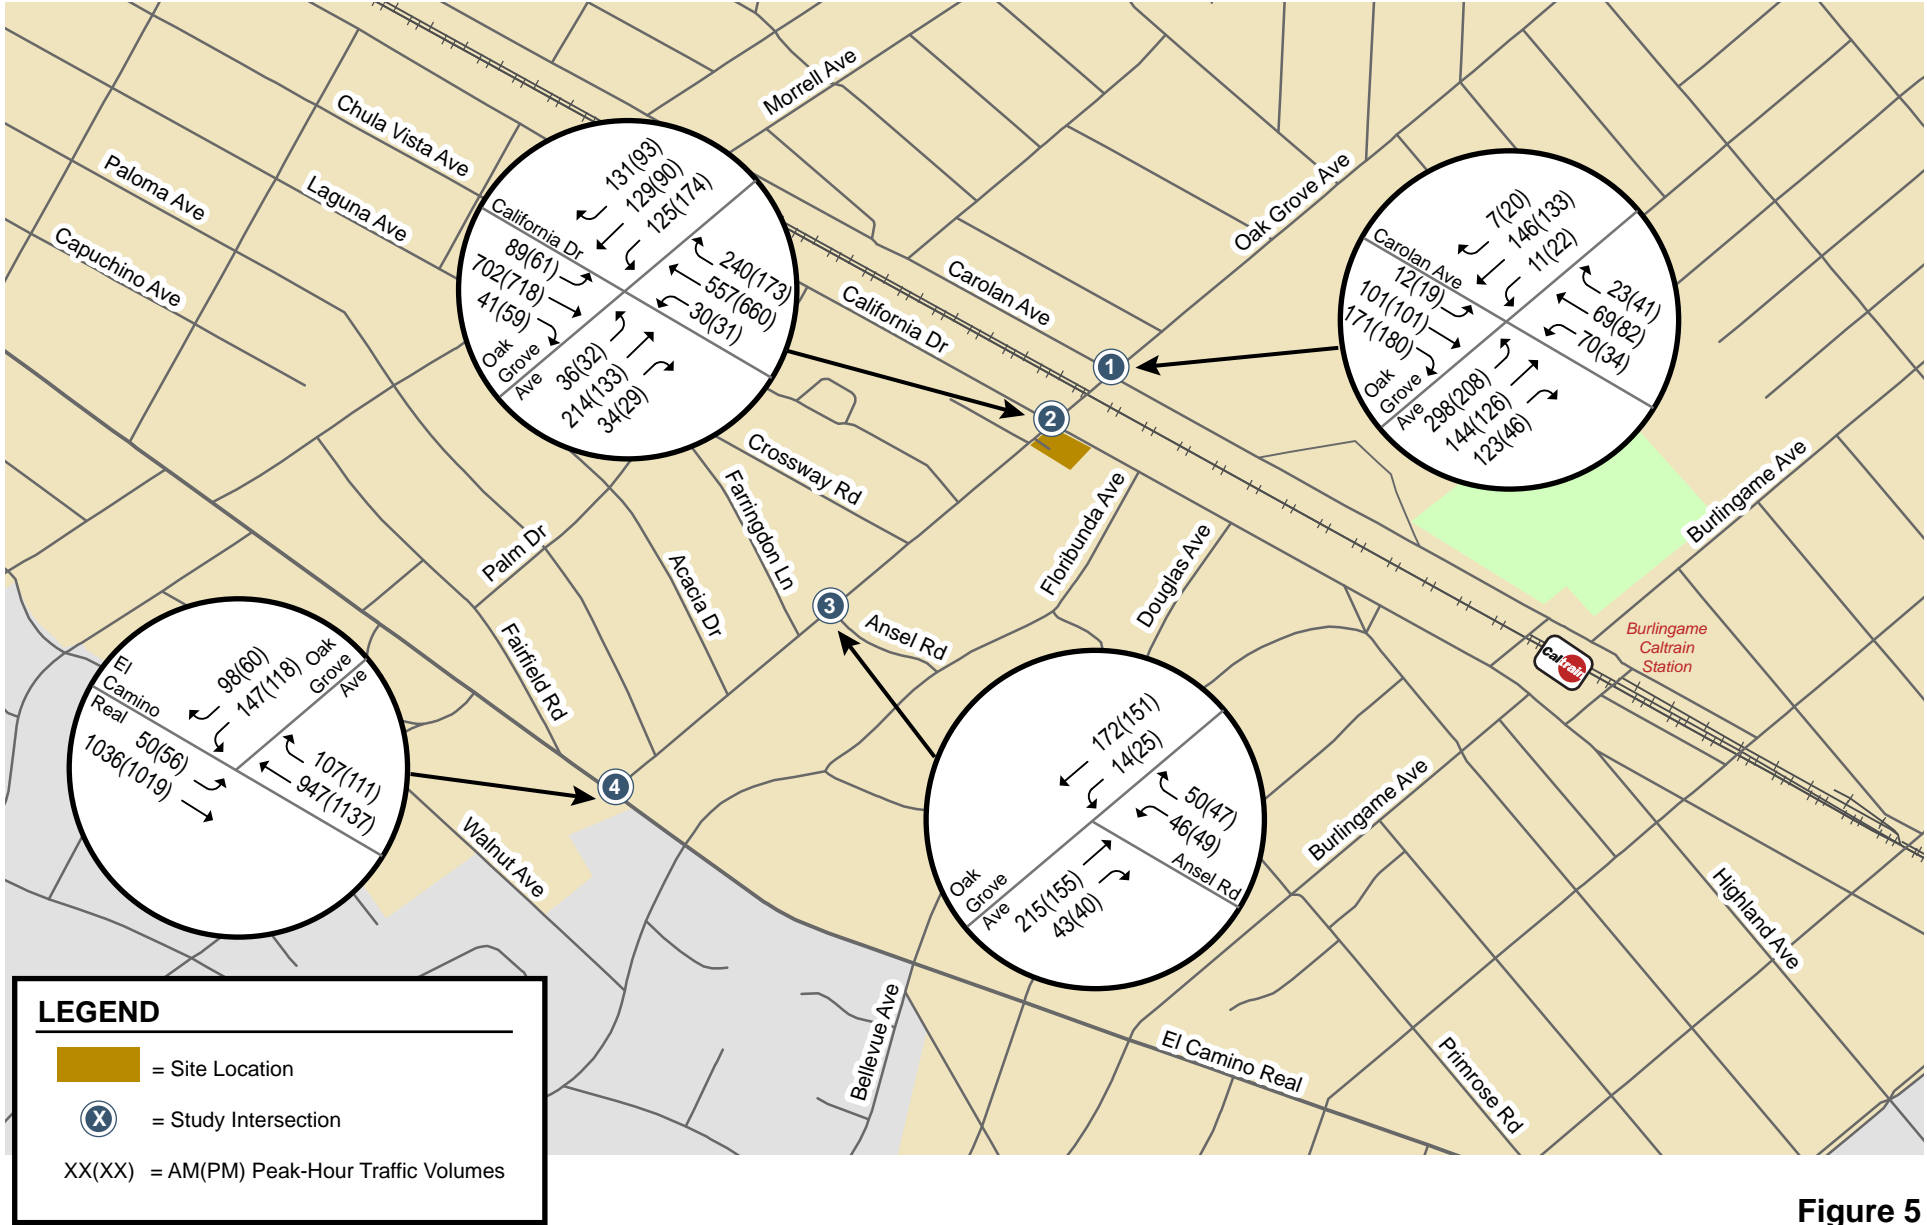 Morrell Ave
Chula Vista Ave
Paloma Ave
Laguna Ave
Capuchino Ave
Oak Grove Ave
Carolan Ave
California Dr
131(93)
129(90)
125(174)
California Dr
89(61)
702(718)
41(59)
240(173)
557(660)
30(31)
Oak
Grove
Ave
36(32)
214(133)
34(29)
7(20)
146(133)
11(22)
Carolan Ave
12(19)
101(101)
171(180)
23(41)
69(82)
70(34)
Oak
Grove
Ave
298(208)
144(126)
123(46)
1
2
3
4
Crossway Rd
Farringdon Ln
Palm Dr
Acacia Dr
Fairfield Rd
Ansel Rd
Floribunda Ave
Douglas Ave
Burlingame Ave
Burlingame
Caltrain
Station
Caltrain
El
Camino
Real
98(60)
147(118)
Oak
Grove
Ave
50(56)
1036(1019)
107(111)
947(1137)
172(151)
14(25)
50(47)
46(49)
Ansel Rd
Oak
Grove
Ave
215(155)
43(40)
Walnut Ave
Burlingame Ave
Highland Ave
Bellevue Ave
El Camino Real
Primrose Rd
LEGEND
= Site Location
X = Study Intersection
XX(XX) = AM(PM) Peak-Hour Traffic Volumes
Figure 5